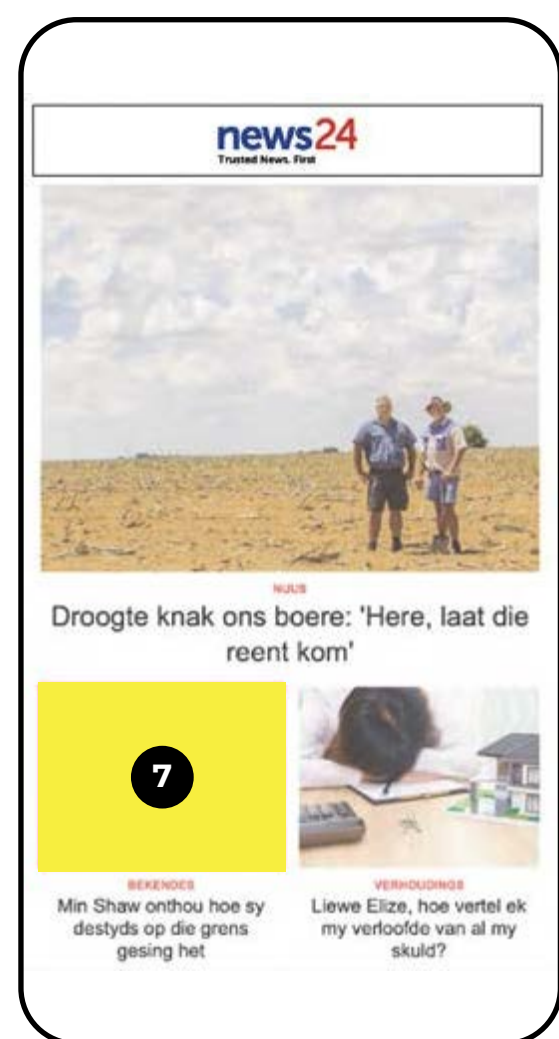 news24
Trusted News. First
NUUS
Droogte knak ons boere: 'Here, laat die
reent kom'
7
BEKENDES
Min Shaw onthou hoe sy
destyds op die grens
gesing het
VERHOUDINGS
Liewe Elize, hoe vertel ek
my verloofde van al my
skuld?